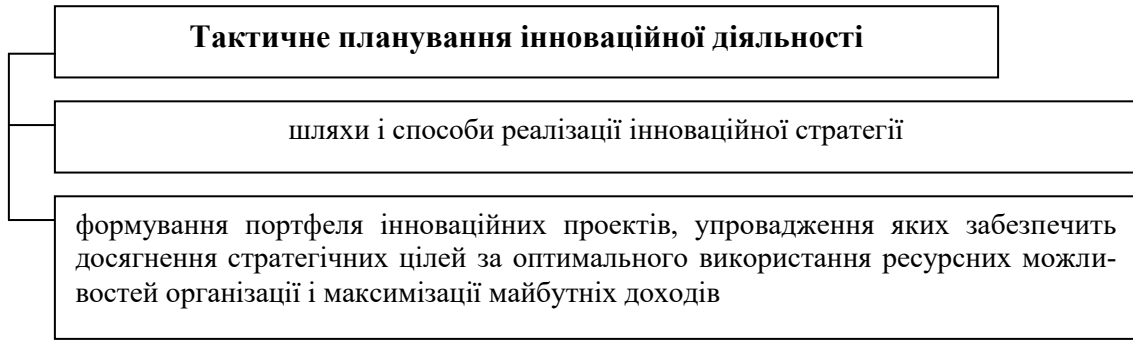 Тактичне планування інноваційної діяльності
шляхи і способи реалізації інноваційної стратегії
формування портфеля інноваційних проектів, упровадження яких забезпечить
досягнення стратегічних цілей за оптимального використання ресурсних можли-
востей організації і максимізації майбутніх доходів